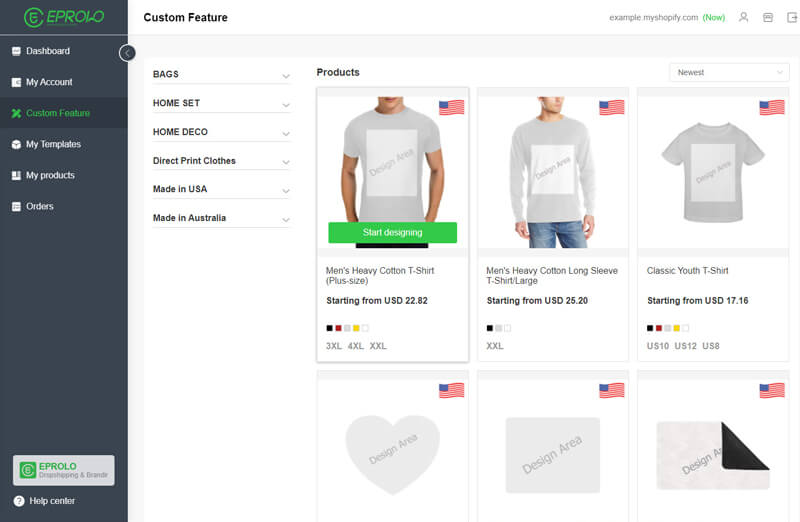 EPROLO
Custom Feature
example.myshopify.com (Now)
Dashboard
My Account
Custom Feature
My Templates
My products
Orders
EPROLO
Dropshipping & Brandir
Help center
BAGS
HOME SET
HOME DECO
Direct Print Clothes
Made in USA
Made in Australia
Products
Newest
Design Area
Start designing
Men's Heavy Cotton T-Shirt
(Plus-size)
Starting from USD 22.82
3XL 4XL XXL
Design Area
Men's Heavy Cotton Long Sleeve
T-Shirt/Large
Starting from USD 25.20
XXL
Design Area
Classic Youth T-Shirt
Starting from USD 17.16
US10 US12 US8
Design Area
Design Area
Design Area